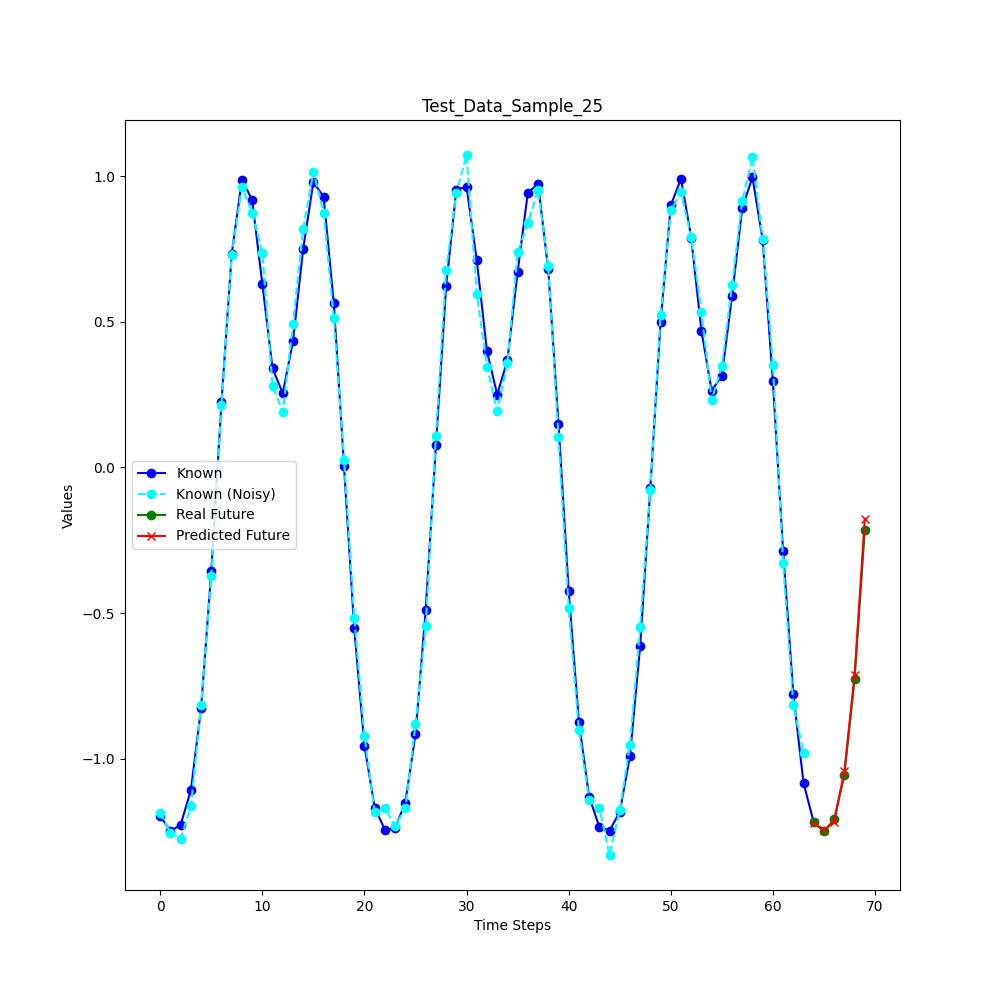 Test_Data_Sample_25
1.0
0.5
0.0
−0.5
−1.0
Values
Known
Known (Noisy)
Real Future
Predicted Future
0 10 20 30 40 50 60 70
Time Steps